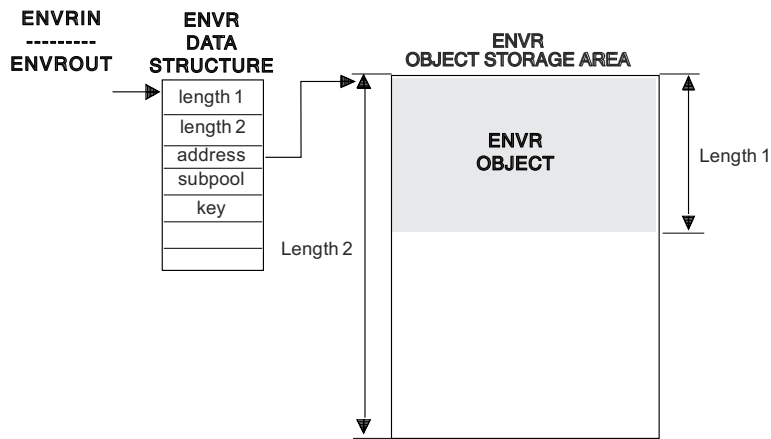 ENVRIN
---------
ENVROUT
ENVR
DATA
STRUCTURE
length 1
length 2
address
subpool
key
ENVR
OBJECT STORAGE AREA
ENVR
OBJECT
Length 1
Length 2